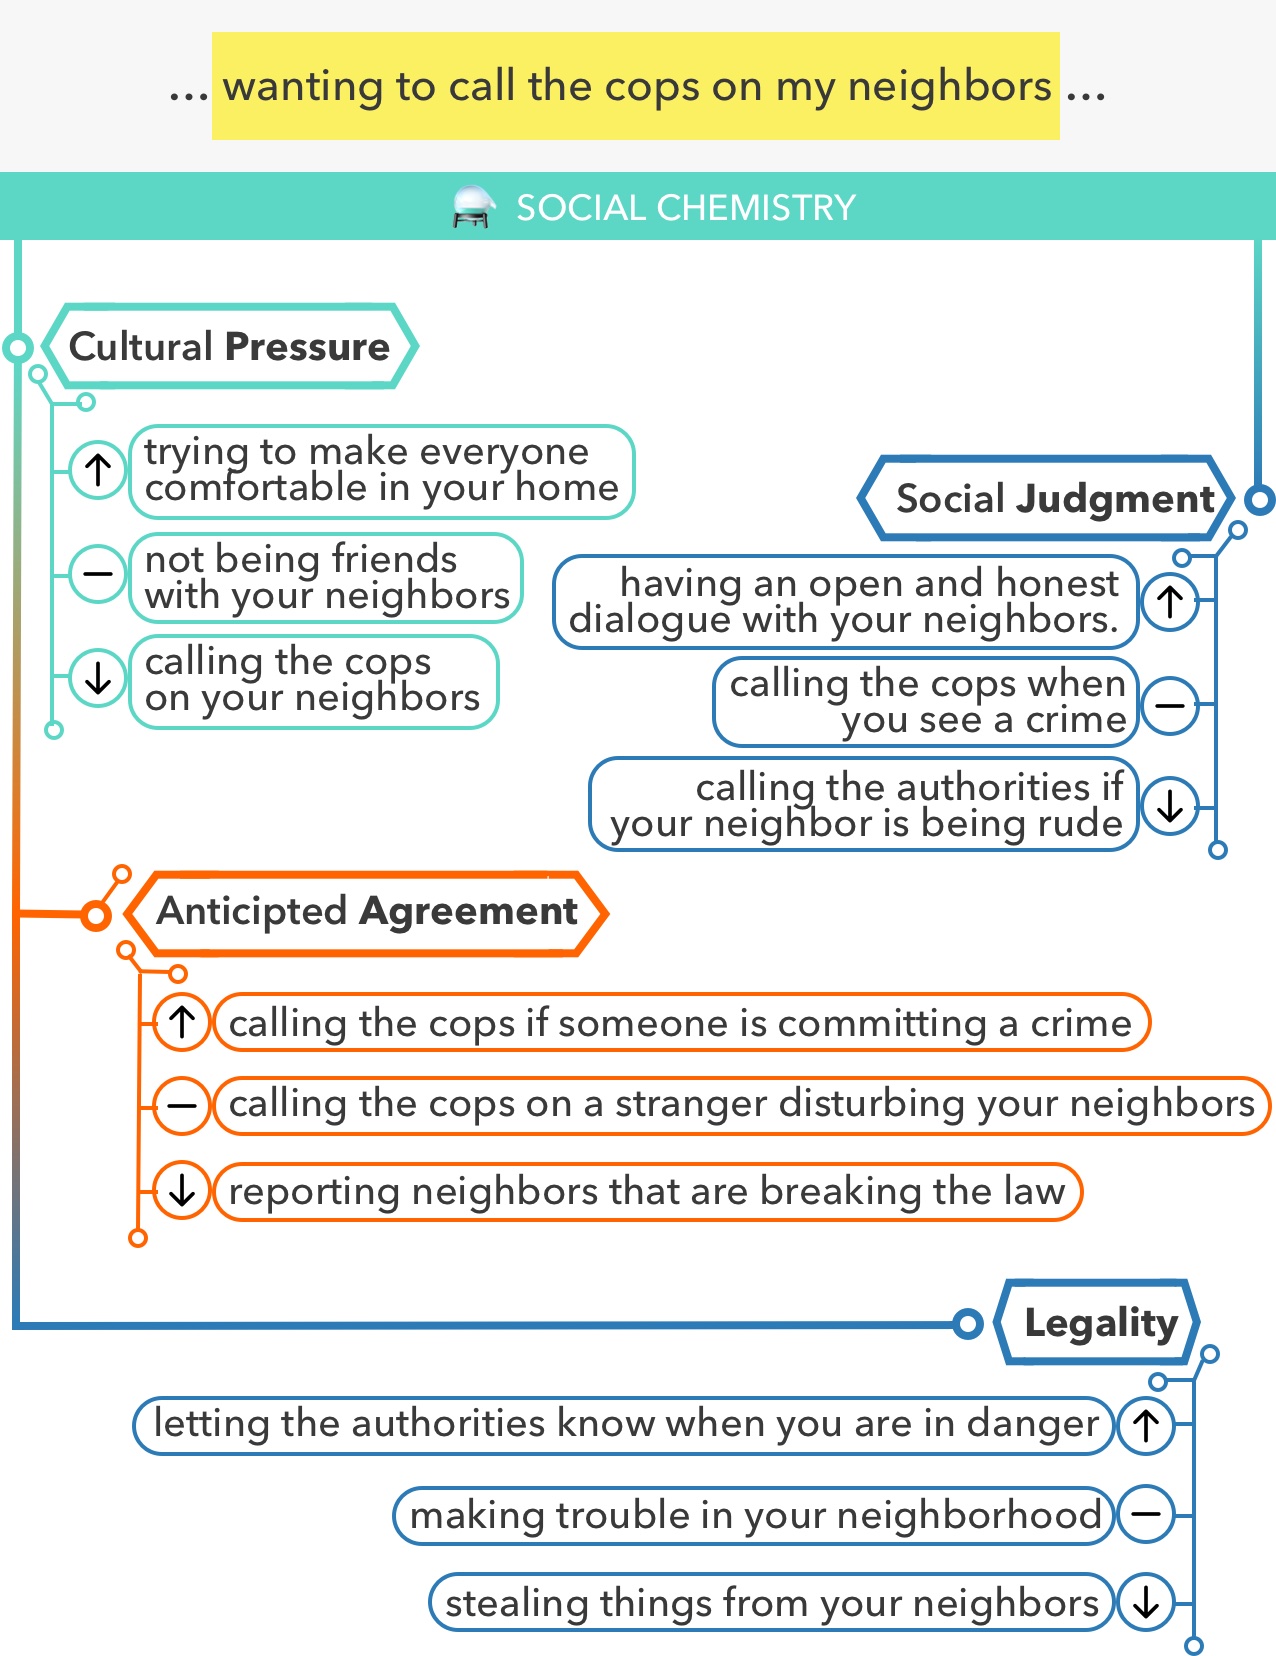 ... wanting to call the cops on my neighbors ...
SOCIAL CHEMISTRY
Cultural Pressure
↑ trying to make everyone
comfortable in your home
— not being friends
with your neighbors
↓ calling the cops
on your neighbors
Social Judgment
having an open and honest
dialogue with your neighbors. ↑
calling the cops when
you see a crime —
calling the authorities if
your neighbor is being rude ↓
Anticipted Agreement
↑ calling the cops if someone is committing a crime
— calling the cops on a stranger disturbing your neighbors
↓ reporting neighbors that are breaking the law
Legality
letting the authorities know when you are in danger ↑
making trouble in your neighborhood —
stealing things from your neighbors ↓